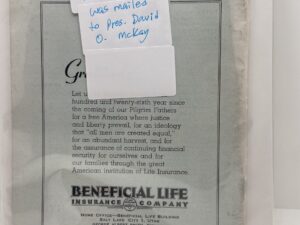 was mailed
to Pres. David
O. McKay
Gr
Let u
hundred and twenty-sixth year since
the coming of our Pilgrim Fathers
for a free America where justice
and liberty prevail, for an ideology
that "all men are created equal,"
for an abundant harvest, and for
the assurance of continuing financial
security for ourselves and for
our families through the great
American institution of Life Insurance.
BENEFICIAL LIFE
INSURANCE COMPANY
HOME OFFICE—BENEFICIAL LIFE BUILDING
SALT LAKE CITY 1, UTAH